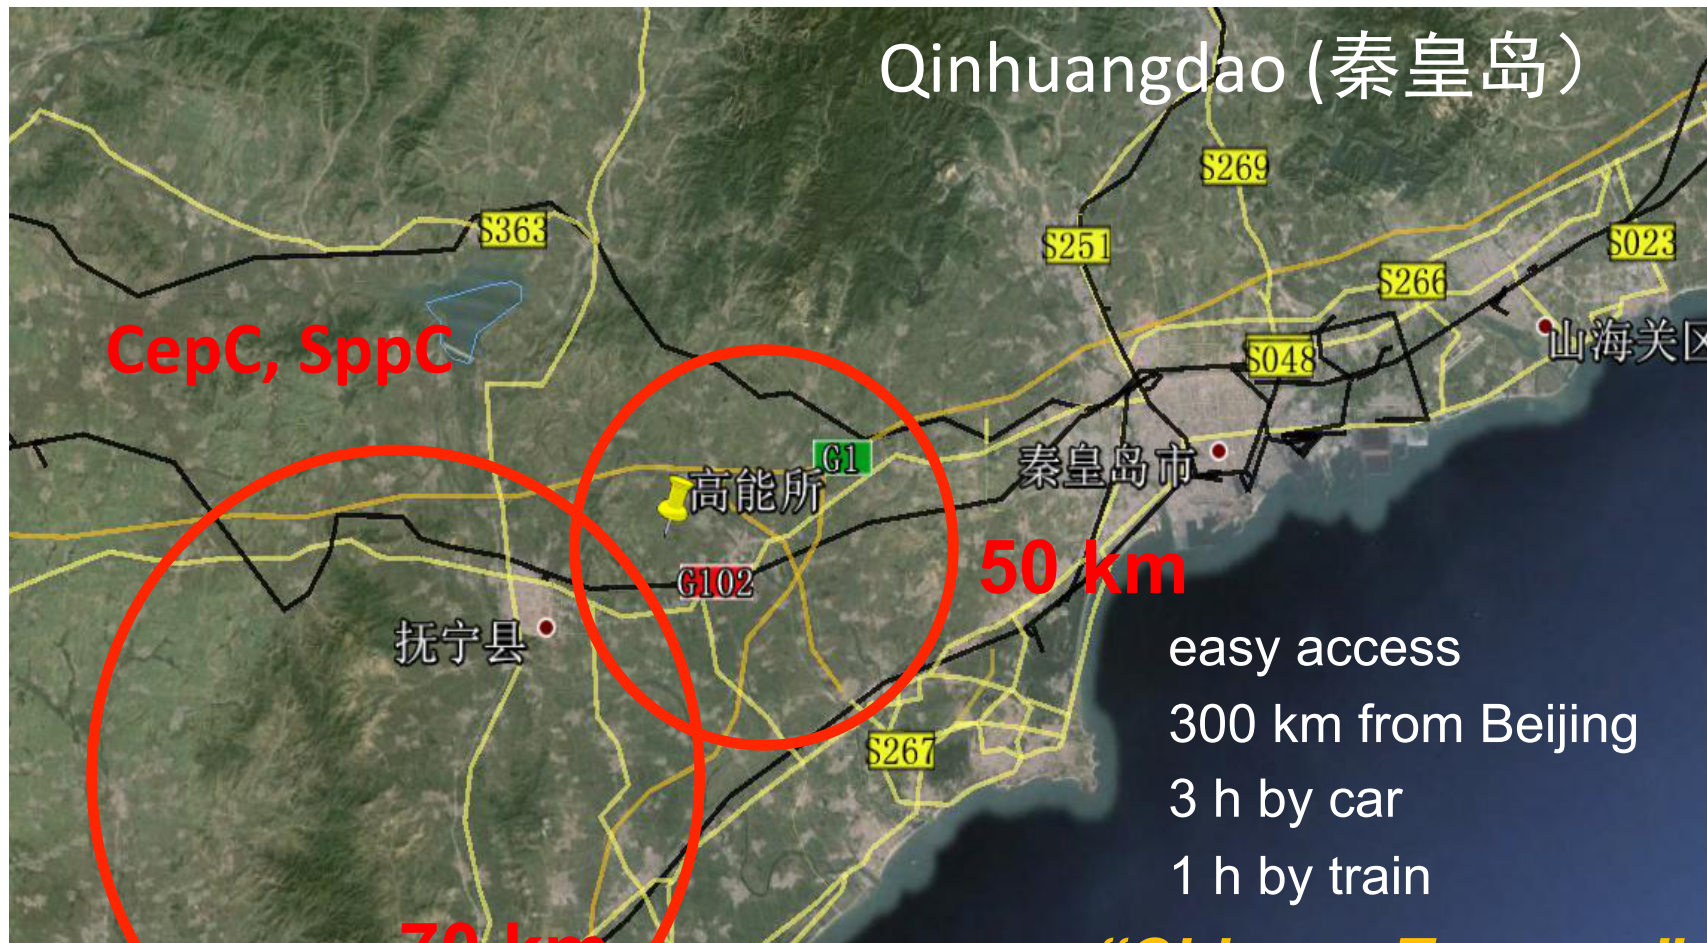 Qinhuangdao (秦皇岛）
S269
S363
S251
S023
S266
CepC, SppC
S048
山海关区
G1
秦皇岛市
高能所
50 km
G102
抚宁县
easy access
300 km from Beijing
S267
3 h by car
1 h by train
70 km